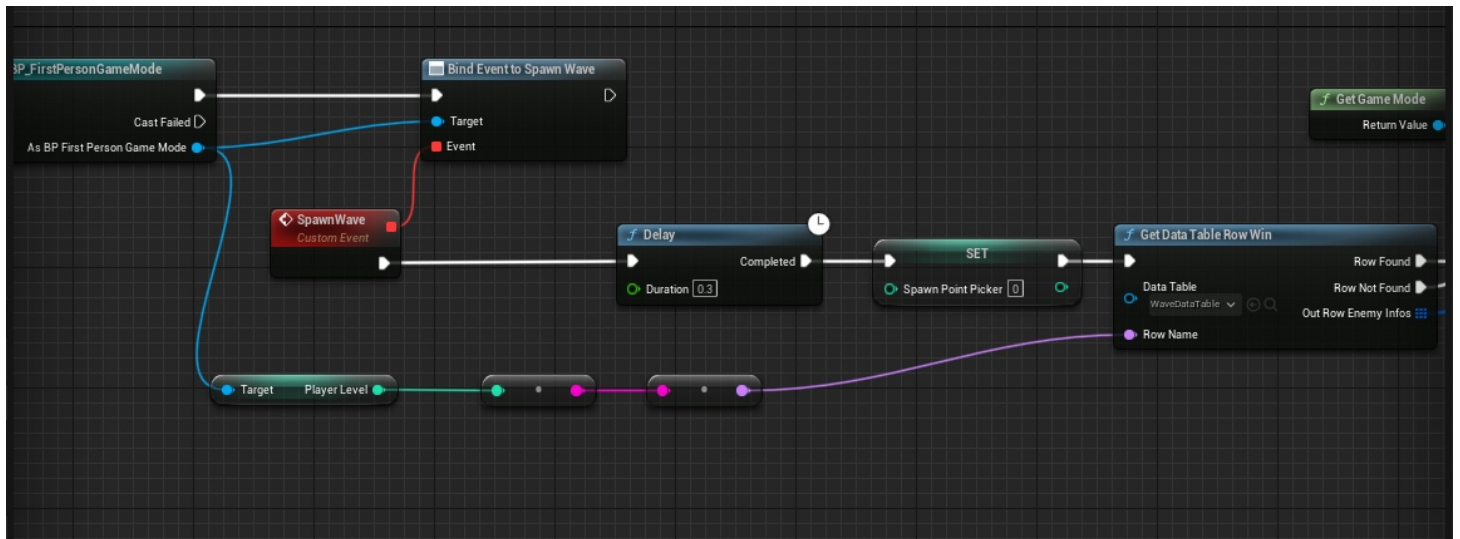 BP_FirstPersonGameMode
Cast Failed
As BP First Person Game Mode
Bind Event to Spawn Wave
Target
Event
f Get Game Mode
Return Value
SpawnWave
Custom Event
f Delay
Completed
Duration 0.3
SET
Spawn Point Picker 0
f Get Data Table Row Win
Row Found
Data Table
Row Not Found
WaveDataTable
Out Row Enemy Infos
Row Name
Target Player Level